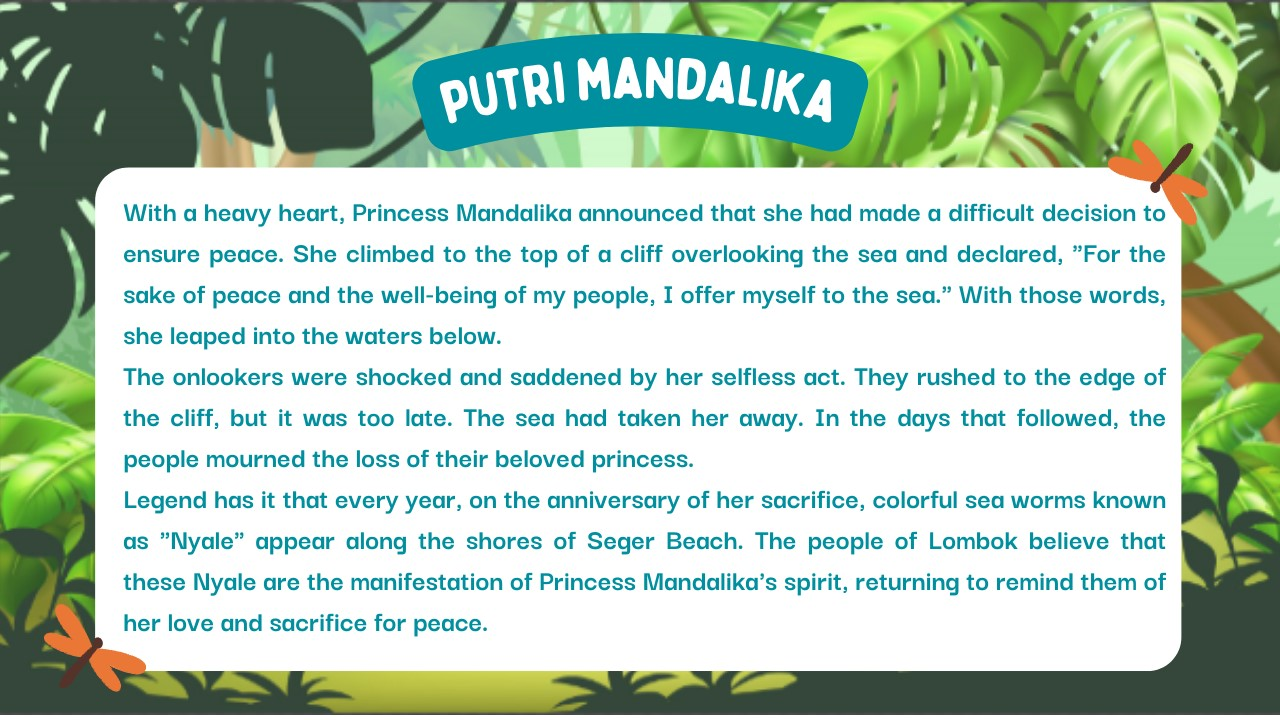 PUTRI MANDALIKA
With a heavy heart, Princess Mandalika announced that she had made a difficult decision to
ensure peace. She climbed to the top of a cliff overlooking the sea and declared, ”For the
sake of peace and the well-being of my people, I offer myself to the sea.” With those words,
she leaped into the waters below.
The onlookers were shocked and saddened by her selfless act. They rushed to the edge of
the cliff, but it was too late. The sea had taken her away. In the days that followed, the
people mourned the loss of their beloved princess.
Legend has it that every year, on the anniversary of her sacrifice, colorful sea worms known
as ”Nyale” appear along the shores of Seger Beach. The people of Lombok believe that
these Nyale are the manifestation of Princess Mandalika’s spirit, returning to remind them of
her love and sacrifice for peace.